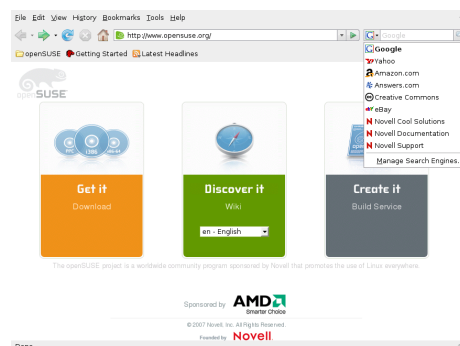 File Edit View History Bookmarks Tools Help
http://www.opensuse.org/
Google
openSUSE Getting Started Latest Headlines
Google
Yahoo
Amazon.com
Answers.com
Creative Commons
eBay
Novell Cool Solutions
Novell Documentation
Novell Support
Manage Search Engines...
openSUSE
Get it
Download
Discover it
Wiki
en - English
Create it
Build Service
The openSUSE project is a worldwide community program sponsored by Novell that promotes the use of Linux everywhere.
Sponsored by AMD
Smarter Choice
© 2007 Novell, Inc. All Rights Reserved.
Founded by Novell.
Done